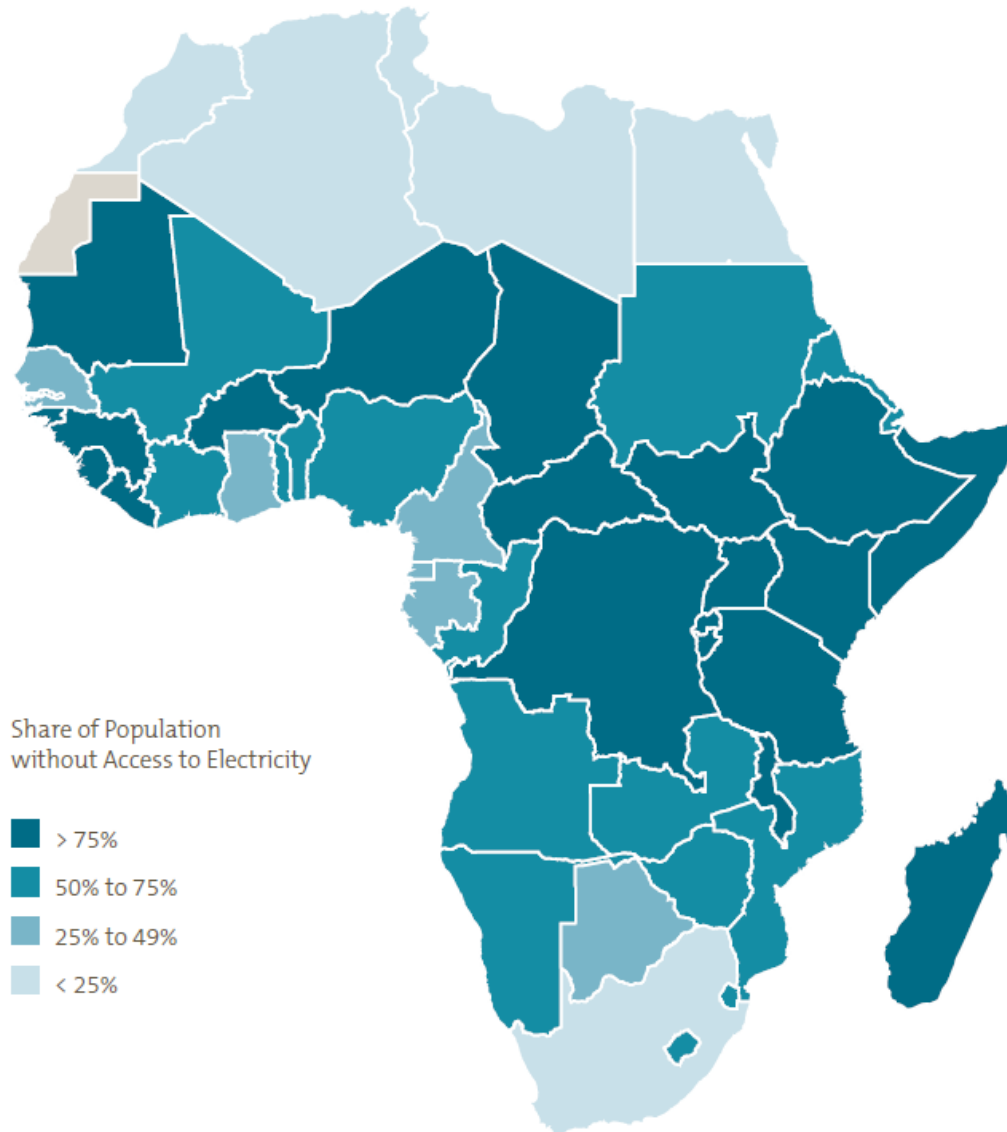 Share of Population
without Access to Electricity
> 75%
50% to 75%
25% to 49%
< 25%